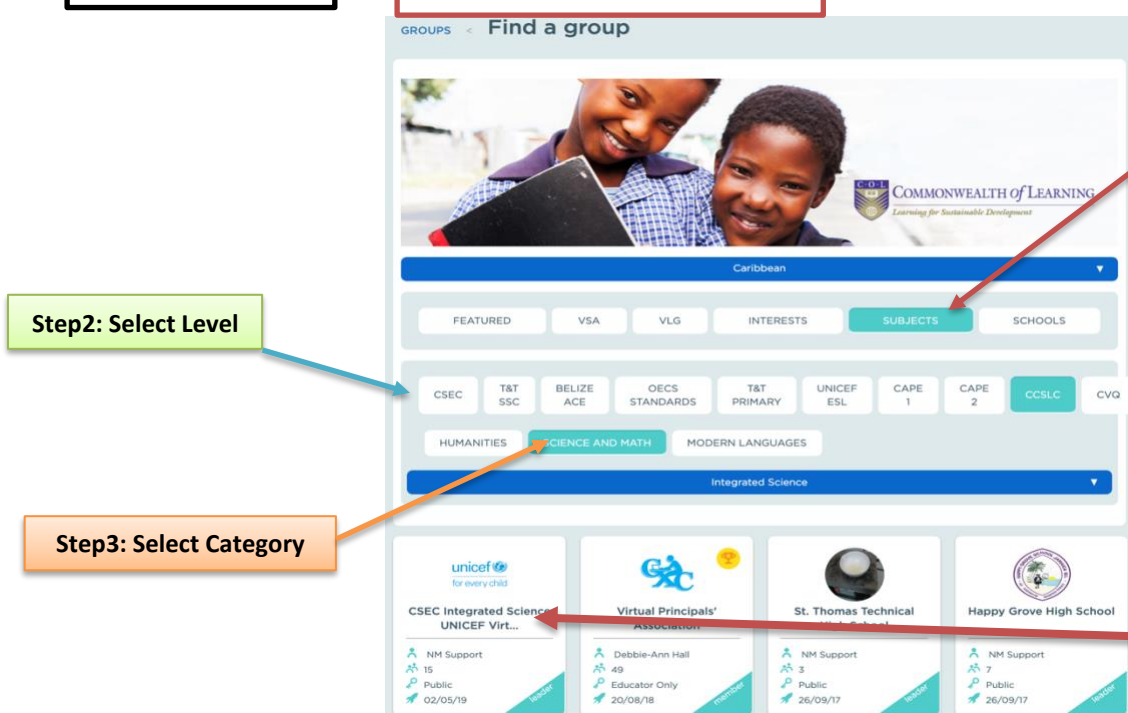 GROUPS < Find a group
C·O·L
COMMONWEALTH of LEARNING
Learning for Sustainable Development
Caribbean
Step2: Select Level
FEATURED VSA VLG INTERESTS SUBJECTS SCHOOLS
CSEC T&T SSC BELIZE ACE OECS STANDARDS T&T PRIMARY UNICEF ESL CAPE 1 CAPE 2 CCSLC CVQ
HUMANITIES SCIENCE AND MATH MODERN LANGUAGES
Integrated Science
Step3: Select Category
unicef
for every child
CSEC Integrated Science
UNICEF Virt...
NM Support
15
Public
02/05/19
leader
Virtual Principals'
Association
Debbie-Ann Hall
49
Educator Only
20/08/18
member
St. Thomas Technical
High School
NM Support
3
Public
26/09/17
leader
Happy Grove High School
NM Support
7
Public
26/09/17
leader